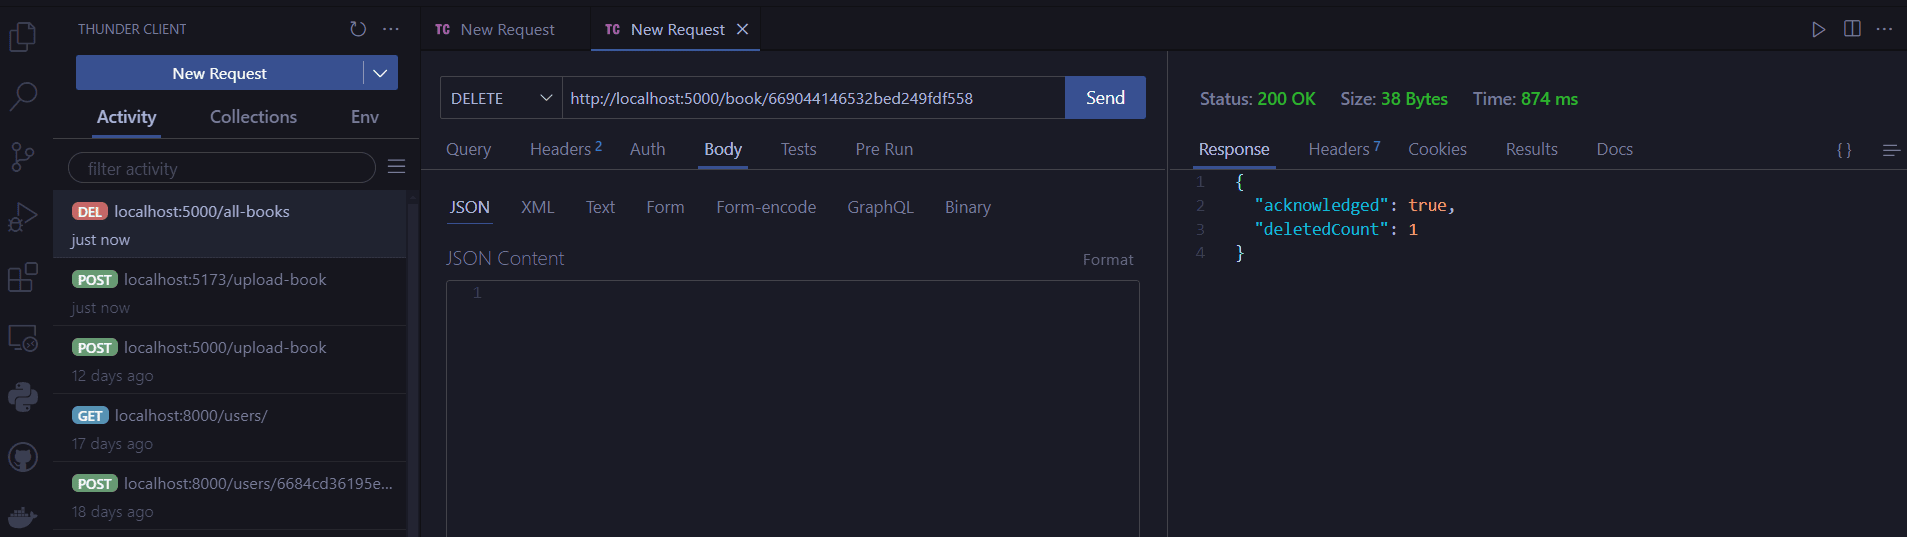 THUNDER CLIENT
New Request
Activity Collections Env
filter activity
DEL localhost:5000/all-books
just now
POST localhost:5173/upload-book
just now
POST localhost:5000/upload-book
12 days ago
GET localhost:8000/users/
17 days ago
POST localhost:8000/users/6684cd36195e...
18 days ago
TC New Request
TC New Request
DELETE http://localhost:5000/book/669044146532bed249fdf558 Send
Query Headers 2 Auth Body Tests Pre Run
JSON XML Text Form Form-encode GraphQL Binary
JSON Content Format
1
Status: 200 OK Size: 38 Bytes Time: 874 ms
Response Headers 7 Cookies Results Docs { }
1 {
2 "acknowledged": true,
3 "deletedCount": 1
4 }